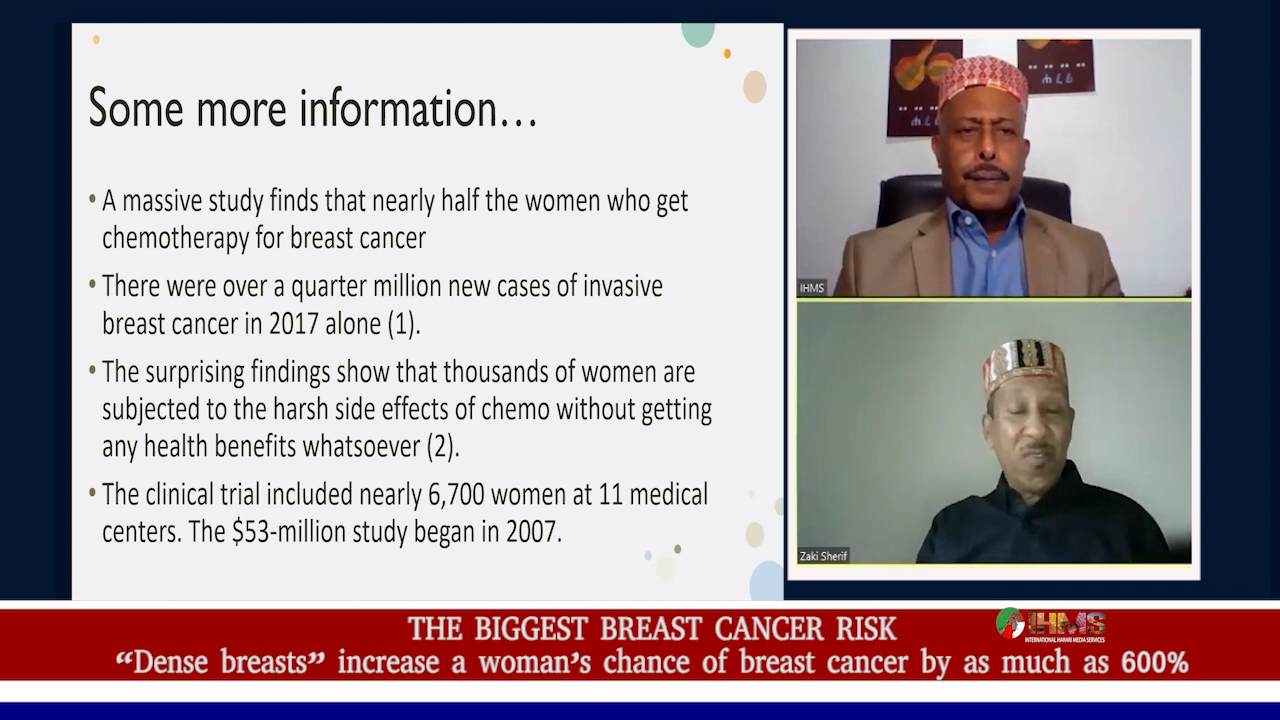 Some more information…
• A massive study finds that nearly half the women who get
chemotherapy for breast cancer
• There were over a quarter million new cases of invasive
breast cancer in 2017 alone (1).
• The surprising findings show that thousands of women are
subjected to the harsh side effects of chemo without getting
any health benefits whatsoever (2).
• The clinical trial included nearly 6,700 women at 11 medical
centers. The $53-million study began in 2007.
IHMS
Zaki Sherif
THE BIGGEST BREAST CANCER RISK
IHMS
INTERNATIONAL HARARI MEDIA SERVICES
“Dense breasts” increase a woman’s chance of breast cancer by as much as 600%